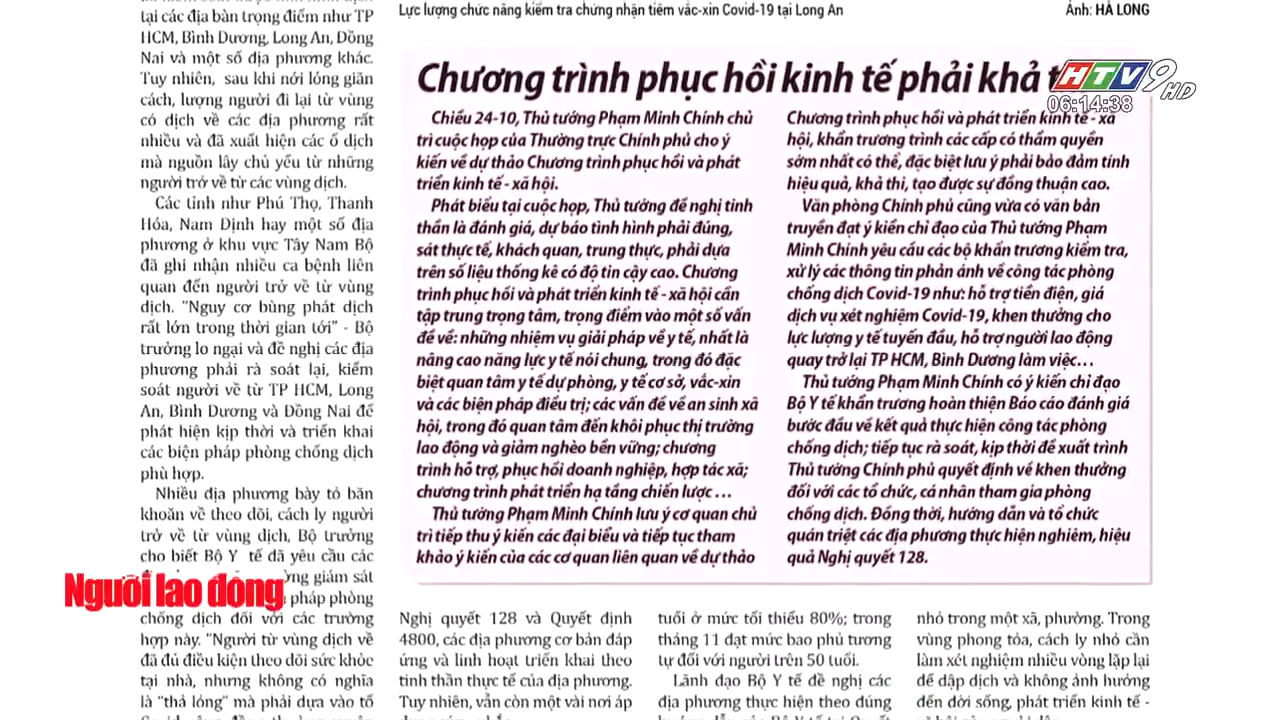 tại các địa bàn trọng điểm như TP
HCM, Bình Dương, Long An, Đồng
Nai và một số địa phương khác.
Tuy nhiên, sau khi nới lỏng giãn
cách, lượng người đi lại từ vùng
có dịch về các địa phương rất
nhiều và đã xuất hiện các ổ dịch
mà nguồn lây chủ yếu từ những
người trở về từ các vùng dịch.
Các tỉnh như Phú Thọ, Thanh
Hóa, Nam Định hay một số địa
phương ở khu vực Tây Nam Bộ
đã ghi nhận nhiều ca bệnh liên
quan đến người trở về từ vùng
dịch. "Nguy cơ bùng phát dịch
rất lớn trong thời gian tới" - Bộ
trưởng lo ngại và đề nghị các địa
phương phải rà soát lại, kiểm
soát người về từ TP HCM, Long
An, Bình Dương và Đồng Nai để
phát hiện kịp thời và triển khai
các biện pháp phòng chống dịch
phù hợp.
Nhiều địa phương bày tỏ băn
khoăn về theo dõi, cách ly người
trở về từ vùng dịch, Bộ trưởng
cho biết Bộ Y tế đã yêu cầu các
giám sát
pháp phòng
chống dịch đối với các trường
hợp này. "Người từ vùng dịch về
đã đủ điều kiện theo dõi sức khỏe
tại nhà, nhưng không có nghĩa
là "thả lỏng" mà phải dựa vào tổ
Người lao động
Lực lượng chức năng kiểm tra chứng nhận tiêm vắc-xin Covid-19 tại Long An
Ảnh: HÀ LONG
Chương trình phục hồi kinh tế phải khả
Chiều 24-10, Thủ tướng Phạm Minh Chính chủ
trì cuộc họp của Thường trực Chính phủ cho ý
kiến về dự thảo Chương trình phục hồi và phát
triển kinh tế - xã hội.
Phát biểu tại cuộc họp, Thủ tướng đề nghị tinh
thần là đánh giá, dự báo tình hình phải đúng,
sát thực tế, khách quan, trung thực, phải dựa
trên số liệu thống kê có độ tin cậy cao. Chương
trình phục hồi và phát triển kinh tế - xã hội cần
tập trung trọng tâm, trọng điểm vào một số vấn
đề về: những nhiệm vụ giải pháp về y tế, nhất là
nâng cao năng lực y tế nói chung, trong đó đặc
biệt quan tâm y tế dự phòng, y tế cơ sở, vắc-xin
và các biện pháp điều trị; các vấn đề về an sinh xã
hội, trong đó quan tâm đến khôi phục thị trường
lao động và giảm nghèo bền vững; chương
trình hỗ trợ, phục hồi doanh nghiệp, hợp tác xã;
chương trình phát triển hạ tầng chiến lược...
Thủ tướng Phạm Minh Chính lưu ý cơ quan chủ
trì tiếp thu ý kiến các đại biểu và tiếp tục tham
khảo ý kiến của các cơ quan liên quan về dự thảo
Chương trình phục hồi và phát triển kinh tế - xã
hội, khẩn trương trình các cấp có thẩm quyền
sớm nhất có thể, đặc biệt lưu ý phải bảo đảm tính
hiệu quả, khả thi, tạo được sự đồng thuận cao.
Văn phòng Chính phủ cũng vừa có văn bản
truyền đạt ý kiến chỉ đạo của Thủ tướng Phạm
Minh Chính yêu cầu các bộ khẩn trương kiểm tra,
xử lý các thông tin phản ánh về công tác phòng
chống dịch Covid-19 như: hỗ trợ tiền điện, giá
dịch vụ xét nghiệm Covid-19, khen thưởng cho
lực lượng y tế tuyến đầu, hỗ trợ người lao động
quay trở lại TP HCM, Bình Dương làm việc...
Thủ tướng Phạm Minh Chính có ý kiến chỉ đạo
Bộ Y tế khẩn trương hoàn thiện Báo cáo đánh giá
bước đầu về kết quả thực hiện công tác phòng
chống dịch; tiếp tục rà soát, kịp thời đề xuất trình
Thủ tướng Chính phủ quyết định về khen thưởng
đối với các tổ chức, cá nhân tham gia phòng
chống dịch. Đồng thời, hướng dẫn và tổ chức
quán triệt các địa phương thực hiện nghiêm, hiệu
quả Nghị quyết 128.
HTV9 HD
06:14:38
Nghị quyết 128 và Quyết định
4800, các địa phương cơ bản đáp
ứng và linh hoạt triển khai theo
tinh thần thực tế của địa phương.
Tuy nhiên, vẫn còn một vài nơi áp
tuổi ở mức tối thiểu 80%; trong
tháng 11 đạt mức bao phủ tương
tự đối với người trên 50 tuổi.
Lãnh đạo Bộ Y tế đề nghị các
địa phương thực hiện theo đúng
nhỏ trong một xã, phường. Trong
vùng phong tỏa, cách ly nhỏ cần
làm xét nghiệm nhiều vòng lặp lại
để dập dịch và không ảnh hưởng
đến đời sống, phát triển kinh tế -